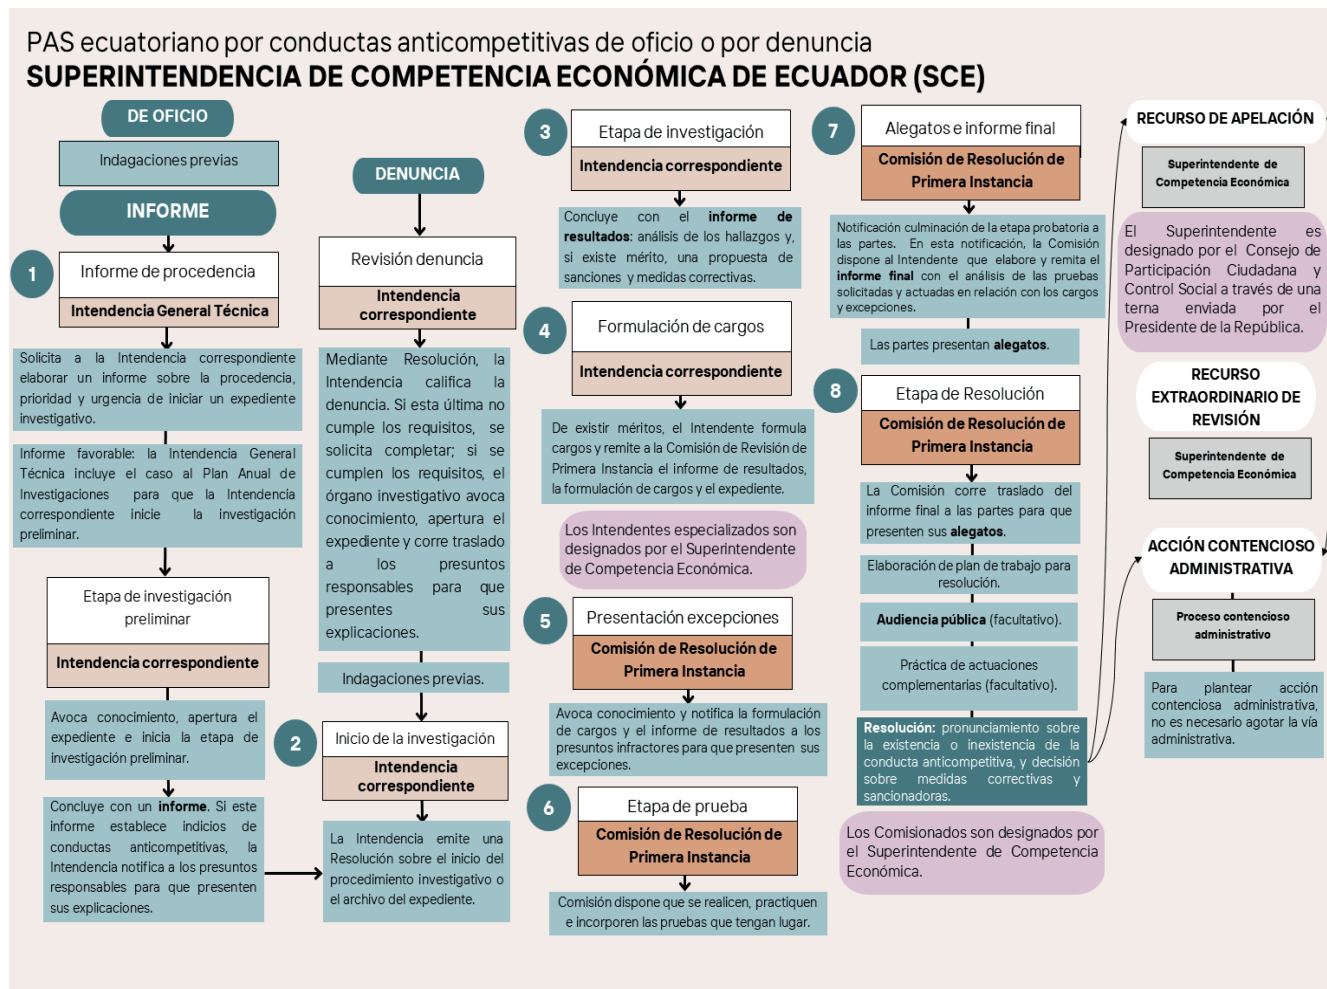 PAS ecuatoriano por conductas anticompetitivas de oficio o por denuncia
SUPERINTENDENCIA DE COMPETENCIA ECONÓMICA DE ECUADOR (SCE)
DE OFICIO
Indagaciones previas
INFORME
1
Informe de procedencia
Intendencia General Técnica
Solicita a la Intendencia correspondiente
elaborar un informe sobre la procedencia,
prioridad y urgencia de iniciar un expediente
investigativo.
Informe favorable: la Intendencia General
Técnica incluye el caso al Plan Anual de
Investigaciones para que la Intendencia
correspondiente inicie la investigación
preliminar.
Etapa de investigación
preliminar
Intendencia correspondiente
Avoca conocimiento, apertura el
expediente e inicia la etapa de
investigación preliminar.
Concluye con un informe. Si este
informe establece indicios de
conductas anticompetitivas, la
Intendencia notifica a los presuntos
responsables para que presenten
sus explicaciones.
DENUNCIA
Revisión denuncia
Intendencia
correspondiente
Mediante Resolución, la
Intendencia califica la
denuncia. Si esta última no
cumple los requisitos, se
solicita completar; si se
cumplen los requisitos, el
órgano investigativo avoca
conocimiento, apertura el
expediente y corre traslado
a los presuntos
responsables para que
presentes sus
explicaciones.
Indagaciones previas.
2
Inicio de la investigación
Intendencia
correspondiente
La Intendencia emite una
Resolución sobre el inicio del
procedimiento investigativo o
el archivo del expediente.
3
Etapa de investigación
Intendencia correspondiente
Concluye con el informe de
resultados: análisis de los hallazgos y,
si existe mérito, una propuesta de
sanciones y medidas correctivas.
4
Formulación de cargos
Intendencia correspondiente
De existir méritos, el Intendente formula
cargos y remite a la Comisión de Revisión de
Primera Instancia el informe de resultados,
la formulación de cargos y el expediente.
Los Intendentes especializados son
designados por el Superintendente
de Competencia Económica.
5
Presentación excepciones
Comisión de Resolución de
Primera Instancia
Avoca conocimiento y notifica la formulación
de cargos y el informe de resultados a los
presuntos infractores para que presenten sus
excepciones.
6
Etapa de prueba
Comisión de Resolución de
Primera Instancia
Comisión dispone que se realicen, practiquen
e incorporen las pruebas que tengan lugar.
7
Alegatos e informe final
Comisión de Resolución de
Primera Instancia
Notificación culminación de la etapa probatoria a
las partes. En esta notificación, la Comisión
dispone al Intendente que elabore y remita el
informe final con el análisis de las pruebas
solicitadas y actuadas en relación con los cargos
y excepciones.
Las partes presentan alegatos.
8
Etapa de Resolución
Comisión de Resolución de
Primera Instancia
La Comisión corre traslado del
informe final a las partes para que
presenten sus alegatos.
Elaboración de plan de trabajo para
resolución.
Audiencia pública (facultativo).
Práctica de actuaciones
complementarias (facultativo).
Resolución: pronunciamiento sobre
la existencia o inexistencia de la
conducta anticompetitiva, y decisión
sobre medidas correctivas y
sancionadoras.
Los Comisionados son designados por
el Superintendente de Competencia
Económica.
RECURSO DE APELACIÓN
Superintendente de
Competencia Económica
El Superintendente es
designado por el Consejo de
Participación Ciudadana y
Control Social a través de una
terna enviada por el
Presidente de la República.
RECURSO
EXTRAORDINARIO DE
REVISIÓN
Superintendente de
Competencia Económica
ACCIÓN CONTENCIOSO
ADMINISTRATIVA
Proceso contencioso
administrativo
Para plantear acción
contenciosa administrativa,
no es necesario agotar la vía
administrativa.